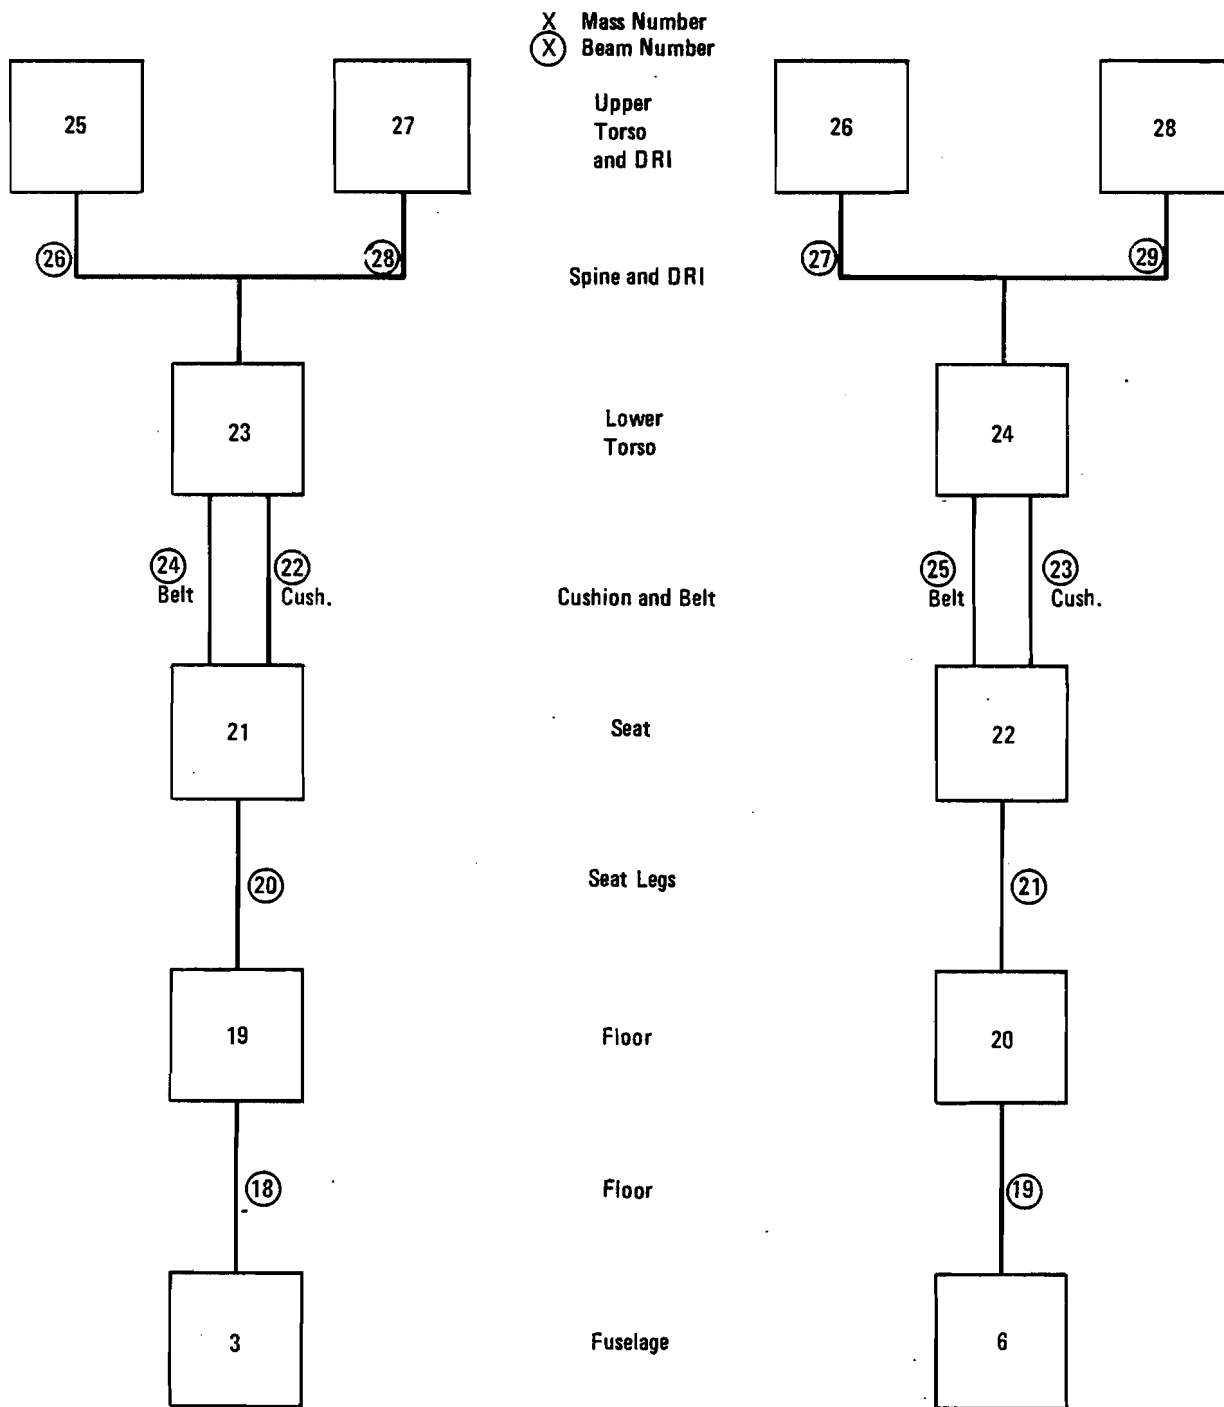 X Mass Number
X Beam Number
25
27
Upper
Torso
and DRI
26
28
26
28
Spine and DRI
27
29
23
Lower
Torso
24
24
Belt
22
Cush.
Cushion and Belt
25
Belt
23
Cush.
21
Seat
22
20
Seat Legs
21
19
Floor
20
18
Floor
19
3
Fuselage
6